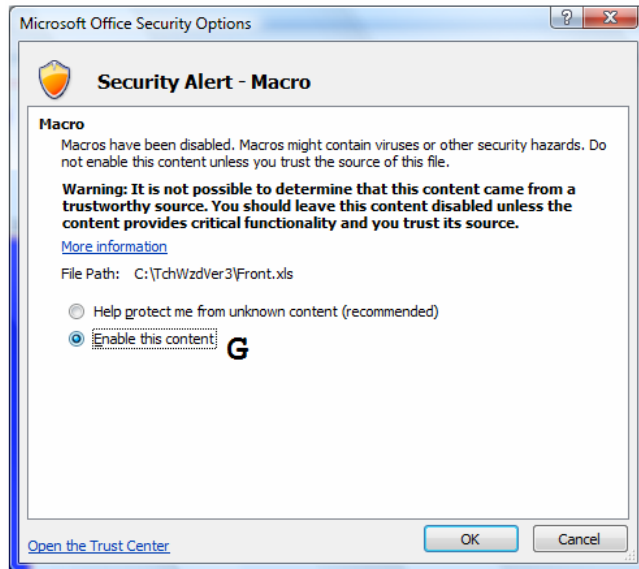 Microsoft Office Security Options
?
X
Security Alert - Macro
Macro
Macros have been disabled. Macros might contain viruses or other security hazards. Do
not enable this content unless you trust the source of this file.
Warning: It is not possible to determine that this content came from a
trustworthy source. You should leave this content disabled unless the
content provides critical functionality and you trust its source.
More information
File Path: C:\TchWzdVer3\Front.xls
Help protect me from unknown content (recommended)
Enable this content
G
Open the Trust Center
OK
Cancel